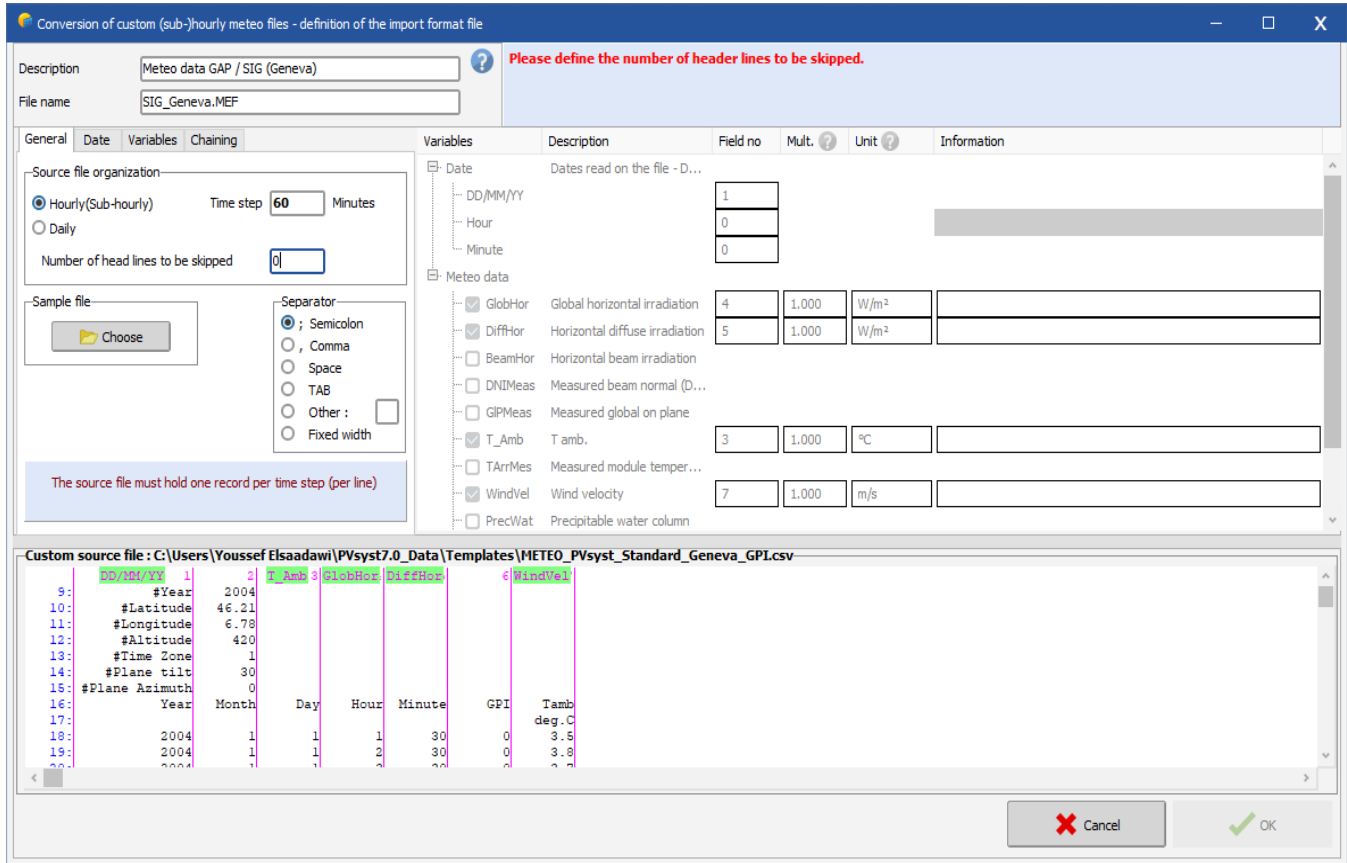 Conversion of custom (sub-)hourly meteo files - definition of the import format file
Description Meteo data GAP / SIG (Geneva)
File name SIG_Geneva.MEF
Please define the number of header lines to be skipped.
General Date Variables Chaining
Source file organization
Hourly(Sub-hourly) Time step 60 Minutes
Daily
Number of head lines to be skipped 0
Sample file
Choose
Separator
; Semicolon
, Comma
Space
TAB
Other :
Fixed width
The source file must hold one record per time step (per line)
Variables Description Field no Mult. Unit Information
Date Dates read on the file - D...
DD/MM/YY 1
Hour 0
Minute 0
Meteo data
GlobHor Global horizontal irradiation 4 1.000 W/m²
DiffHor Horizontal diffuse irradiation 5 1.000 W/m²
BeamHor Horizontal beam irradiation
DNIMeas Measured beam normal (D...
GlPMeas Measured global on plane
T_Amb T amb. 3 1.000 °C
TArrMes Measured module temper...
WindVel Wind velocity 7 1.000 m/s
PrecWat Precipitable water column
Custom source file : C:\Users\Youssef Elsaadawi\PVsyst7.0_Data\Templates\METEO_PVsyst_Standard_Geneva_GPI.csv
DD/MM/YY 1 2 T_Amb 3 GlobHor DiffHor 6 WindVel
9: #Year 2004
10: #Latitude 46.21
11: #Longitude 6.78
12: #Altitude 420
13: #Time Zone 1
14: #Plane tilt 30
15: #Plane Azimuth 0
16: Year Month Day Hour Minute GPI Tamb
17: deg.C
18: 2004 1 1 1 30 0 3.5
19: 2004 1 1 2 30 0 3.8
Cancel
OK